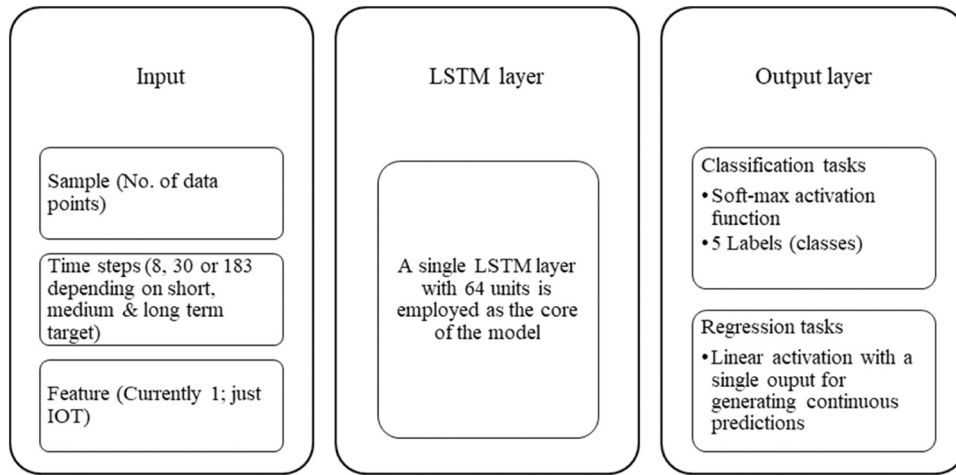 Input
Sample (No. of data
points)
Time steps (8, 30 or 183
depending on short,
medium & long term
target)
Feature (Currently 1; just
IOT)
LSTM layer
A single LSTM layer
with 64 units is
employed as the core
of the model
Output layer
Classification tasks
•Soft-max activation
function
•5 Labels (classes)
Regression tasks
•Linear activation with a
single ouput for
generating continuous
predictions